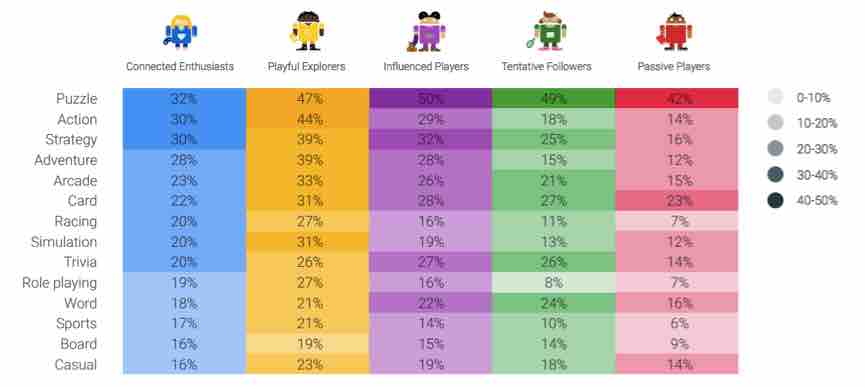 Connected Enthusiasts Playful Explorers Influenced Players Tentative Followers Passive Players
Puzzle 32% 47% 50% 49% 42%
Action 30% 44% 29% 18% 14%
Strategy 30% 39% 32% 25% 16%
Adventure 28% 39% 28% 15% 12%
Arcade 23% 33% 26% 21% 15%
Card 22% 31% 28% 27% 23%
Racing 20% 27% 16% 11% 7%
Simulation 20% 31% 19% 13% 12%
Trivia 20% 26% 27% 26% 14%
Role playing 19% 27% 16% 8% 7%
Word 18% 21% 22% 24% 16%
Sports 17% 21% 14% 10% 6%
Board 16% 19% 15% 14% 9%
Casual 16% 23% 19% 18% 14%
0-10%
10-20%
20-30%
30-40%
40-50%